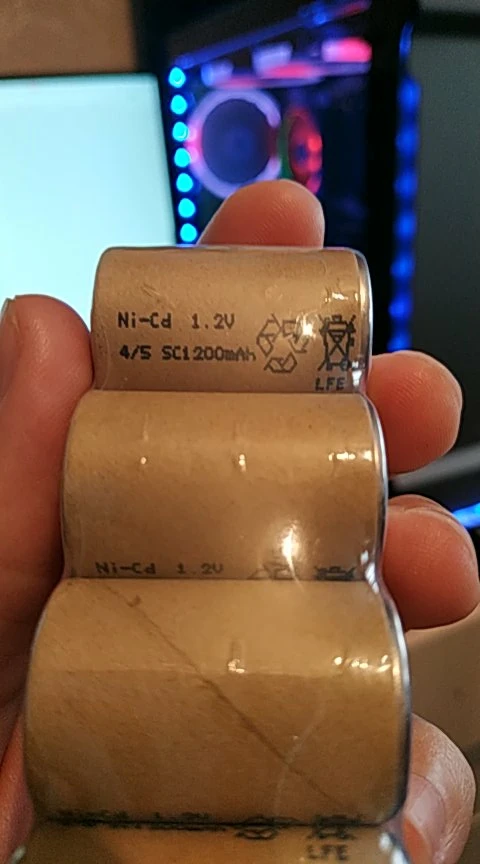 Ni-Cd 1.2V
4/5 SC1200mAh
LFE
Ni-Cd 1.2V
LFE